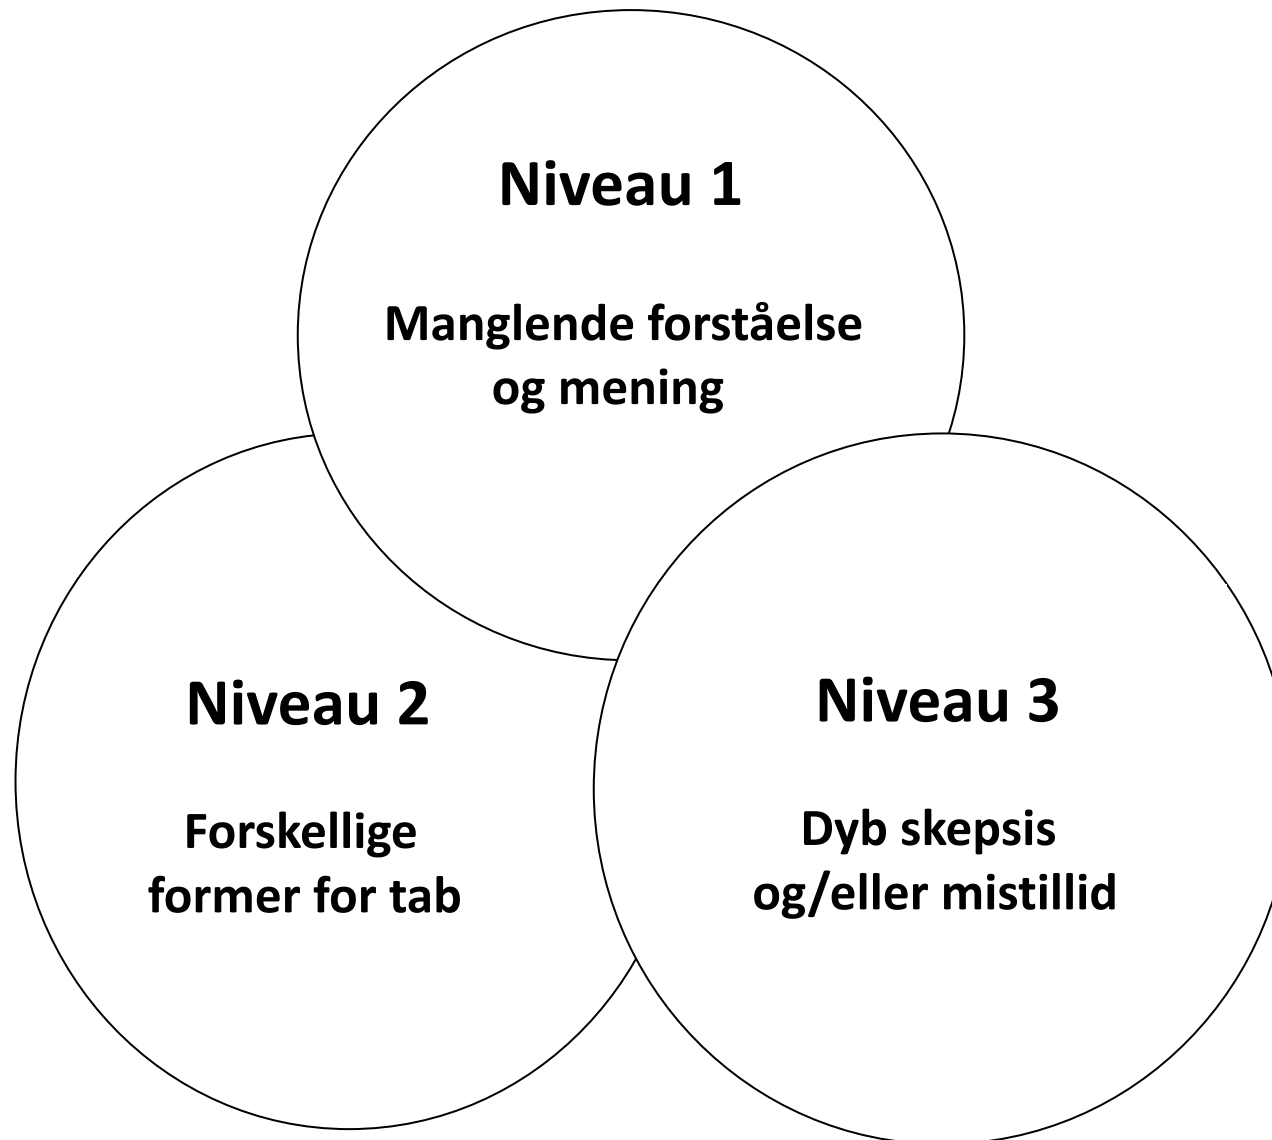 Niveau 1
Manglende forståelse
og mening
Niveau 2
Forskellige
former for tab
Niveau 3
Dyb skepsis
og/eller mistillid